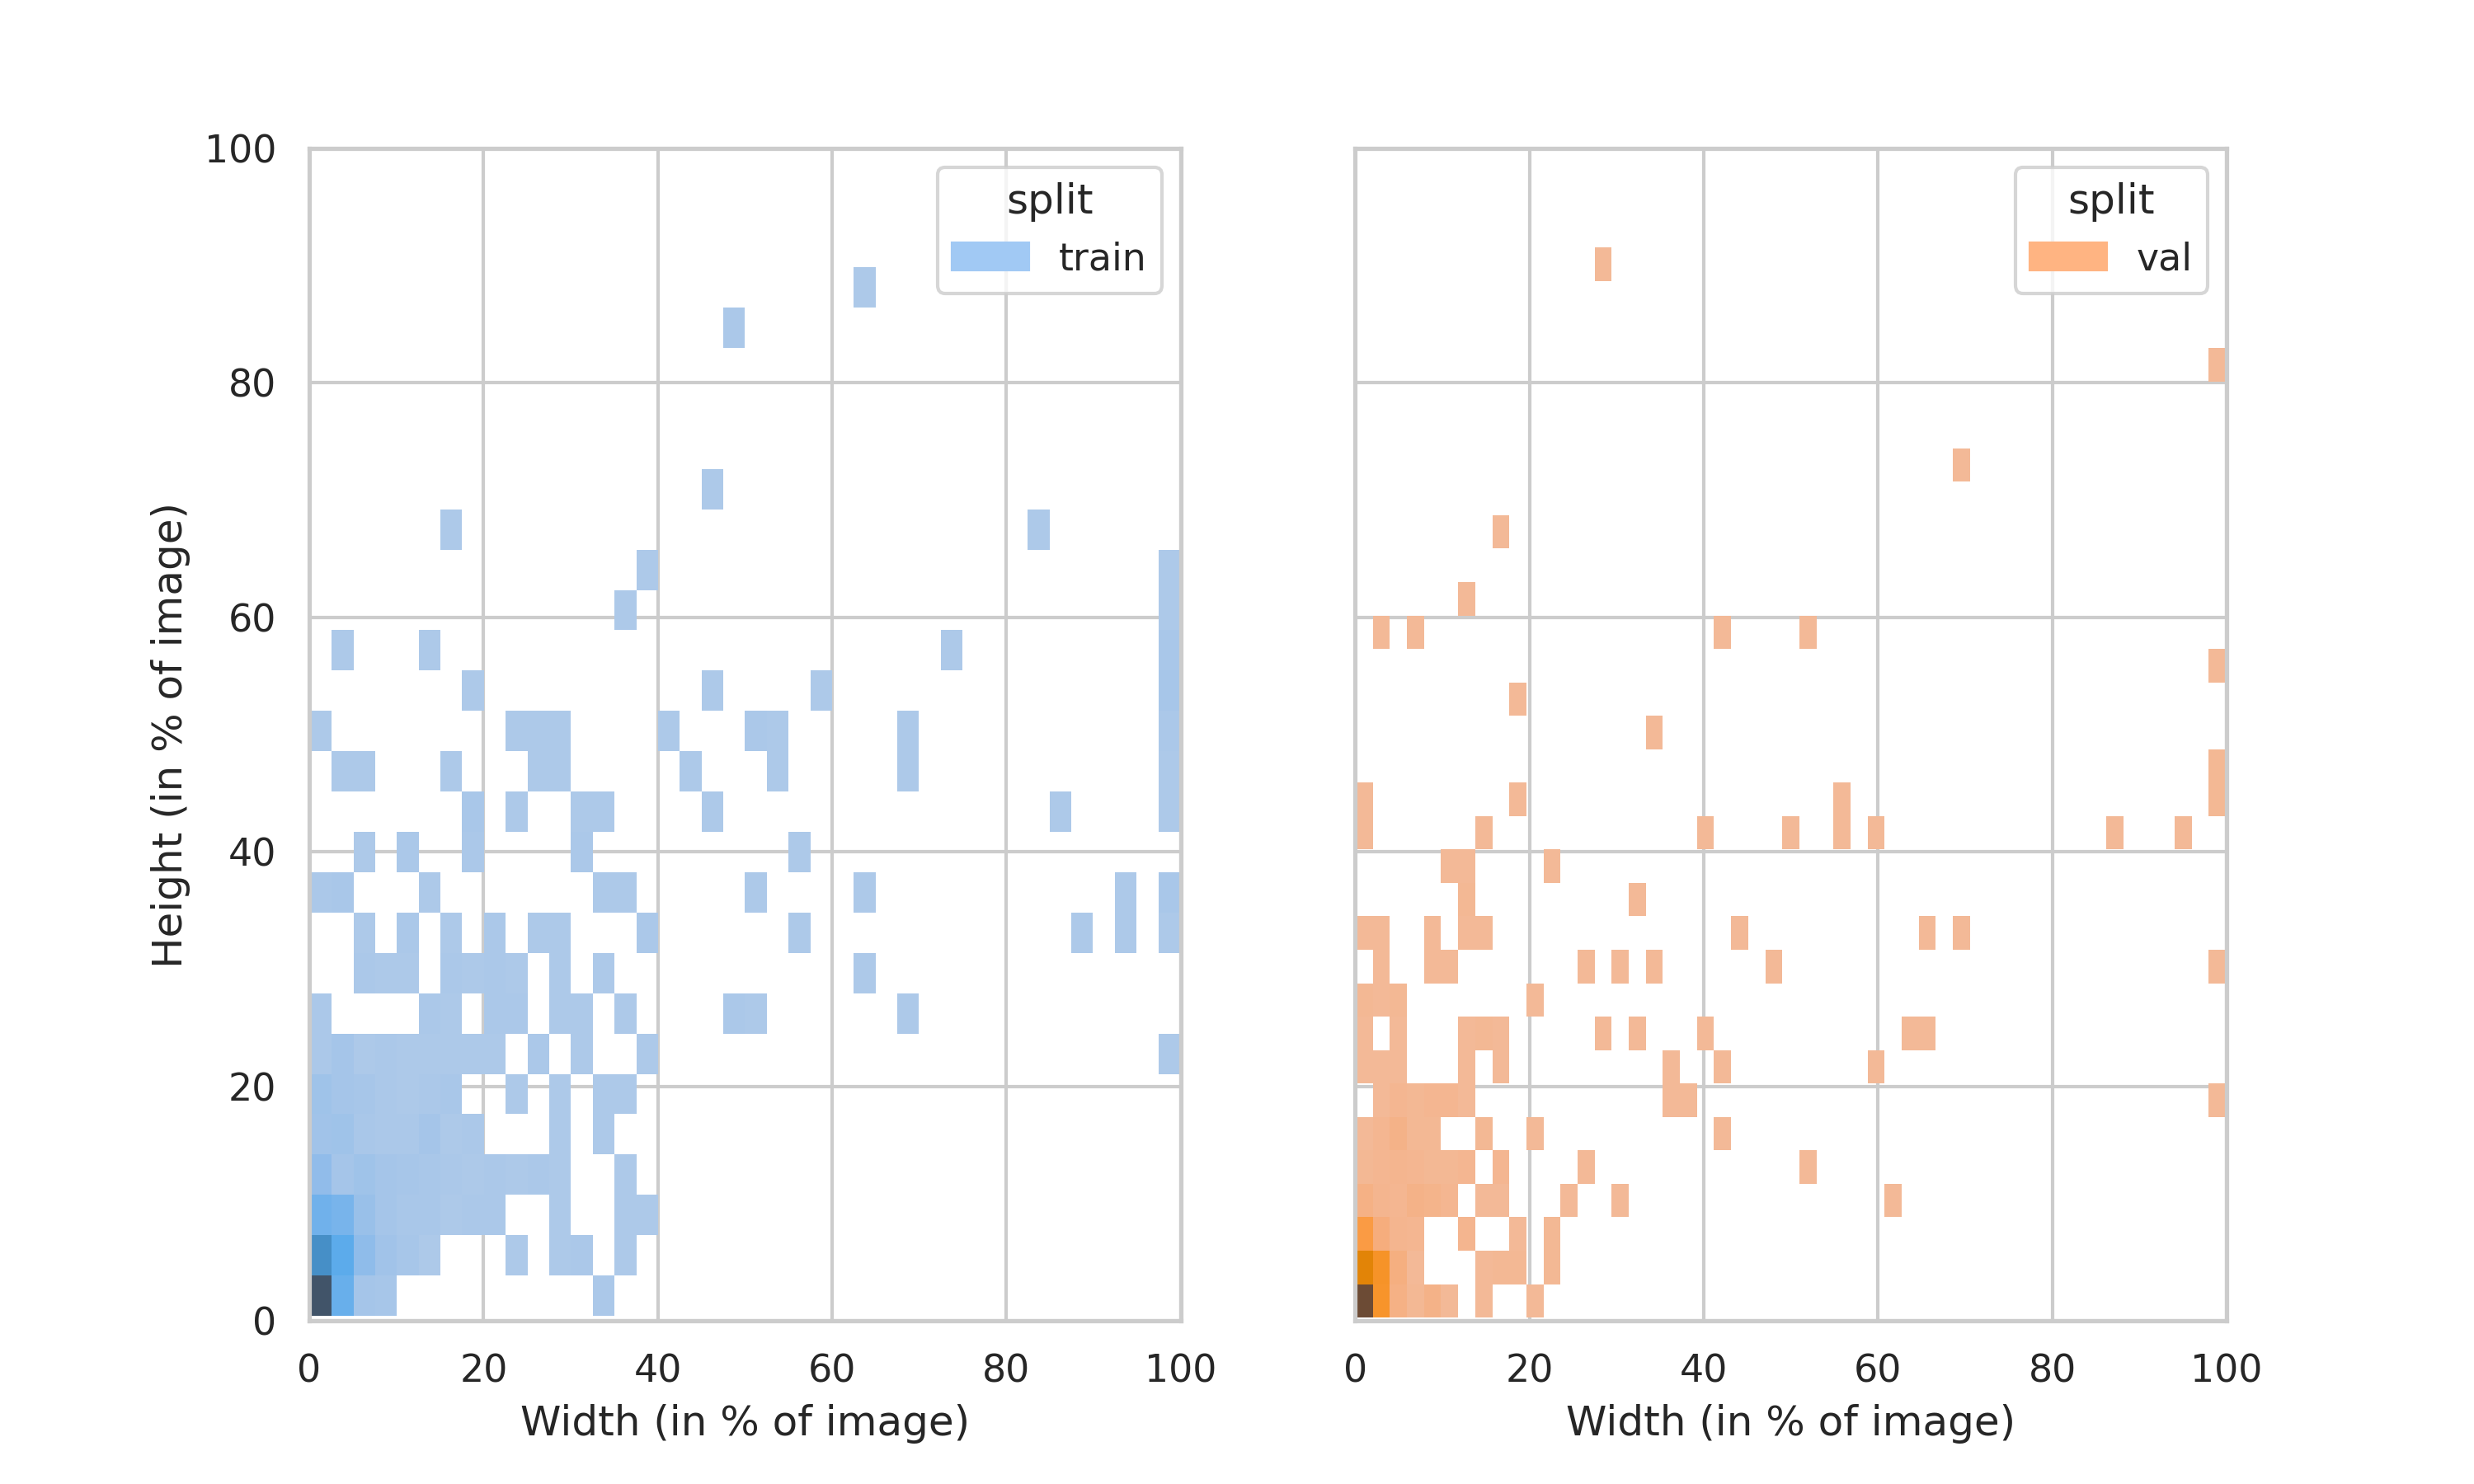 100
80
60
40
20
0
Height (in % of image)
split
train
0 20 40 60 80 100
Width (in % of image)
split
val
0 20 40 60 80 100
Width (in % of image)